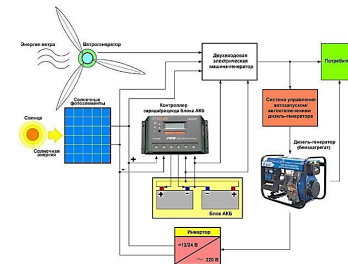 Энергия ветра
Ветрогенератор
Двухвходовая
электрическая
машина-генератор
Потребит
Солнечные
фотоэлементы
Контроллер
заряда/разряда блока АКБ
Система управления
автозапуском/
автоотключением
дизель-генератора
Солнце
Солнечная
энергия
+
-
Дизель-генератор
(бензоагрегат)
Блок АКБ
Инвертор
=12/24 В
~ 220 В